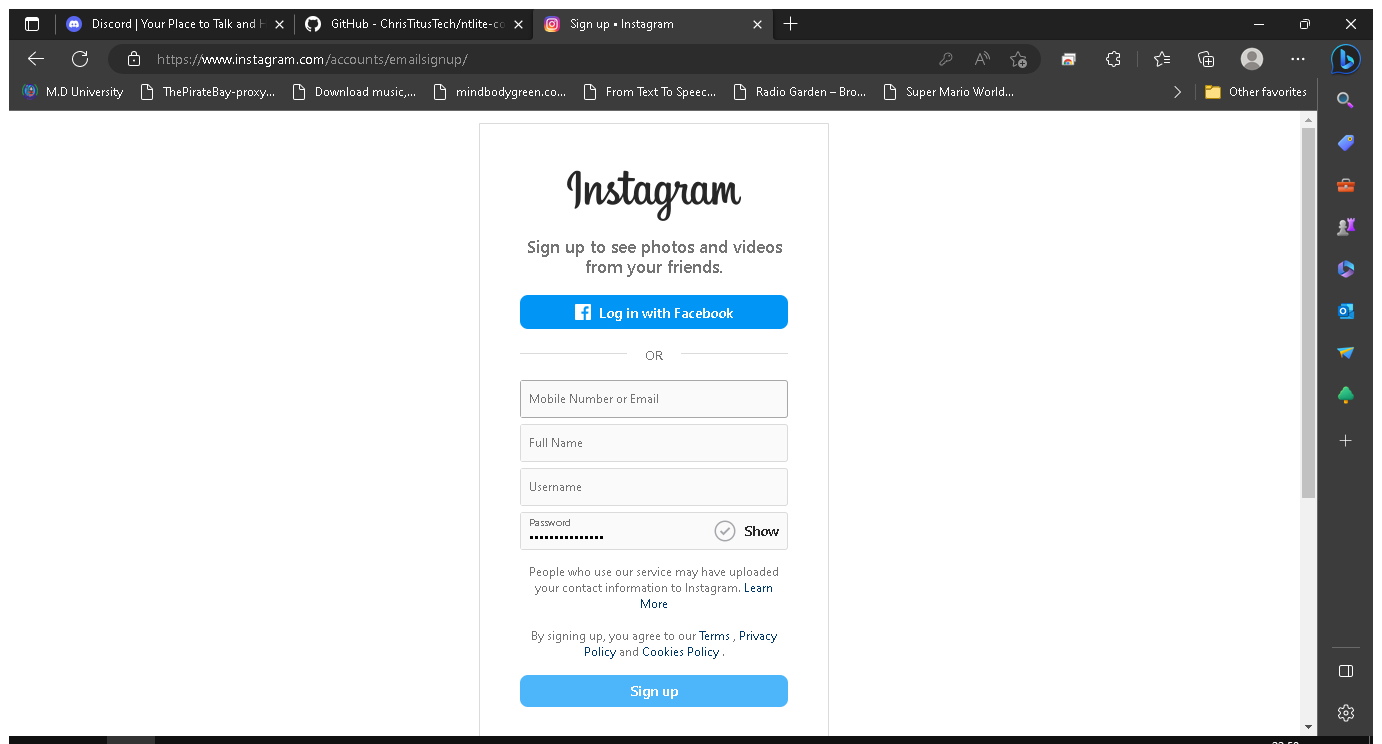 Discord | Your Place to Talk and H
GitHub - ChrisTitusTech/ntlite-co
Sign up • Instagram
https://www.instagram.com/accounts/emailsignup/
M.D University
ThePirateBay-proxy...
Download music,...
mindbodygreen.co...
From Text To Speec...
Radio Garden – Bro...
Super Mario World...
Other favorites
Instagram
Sign up to see photos and videos
from your friends.
Log in with Facebook
OR
Mobile Number or Email
Full Name
Username
Password
Show
People who use our service may have uploaded
your contact information to Instagram. Learn
More
By signing up, you agree to our Terms , Privacy
Policy and Cookies Policy .
Sign up